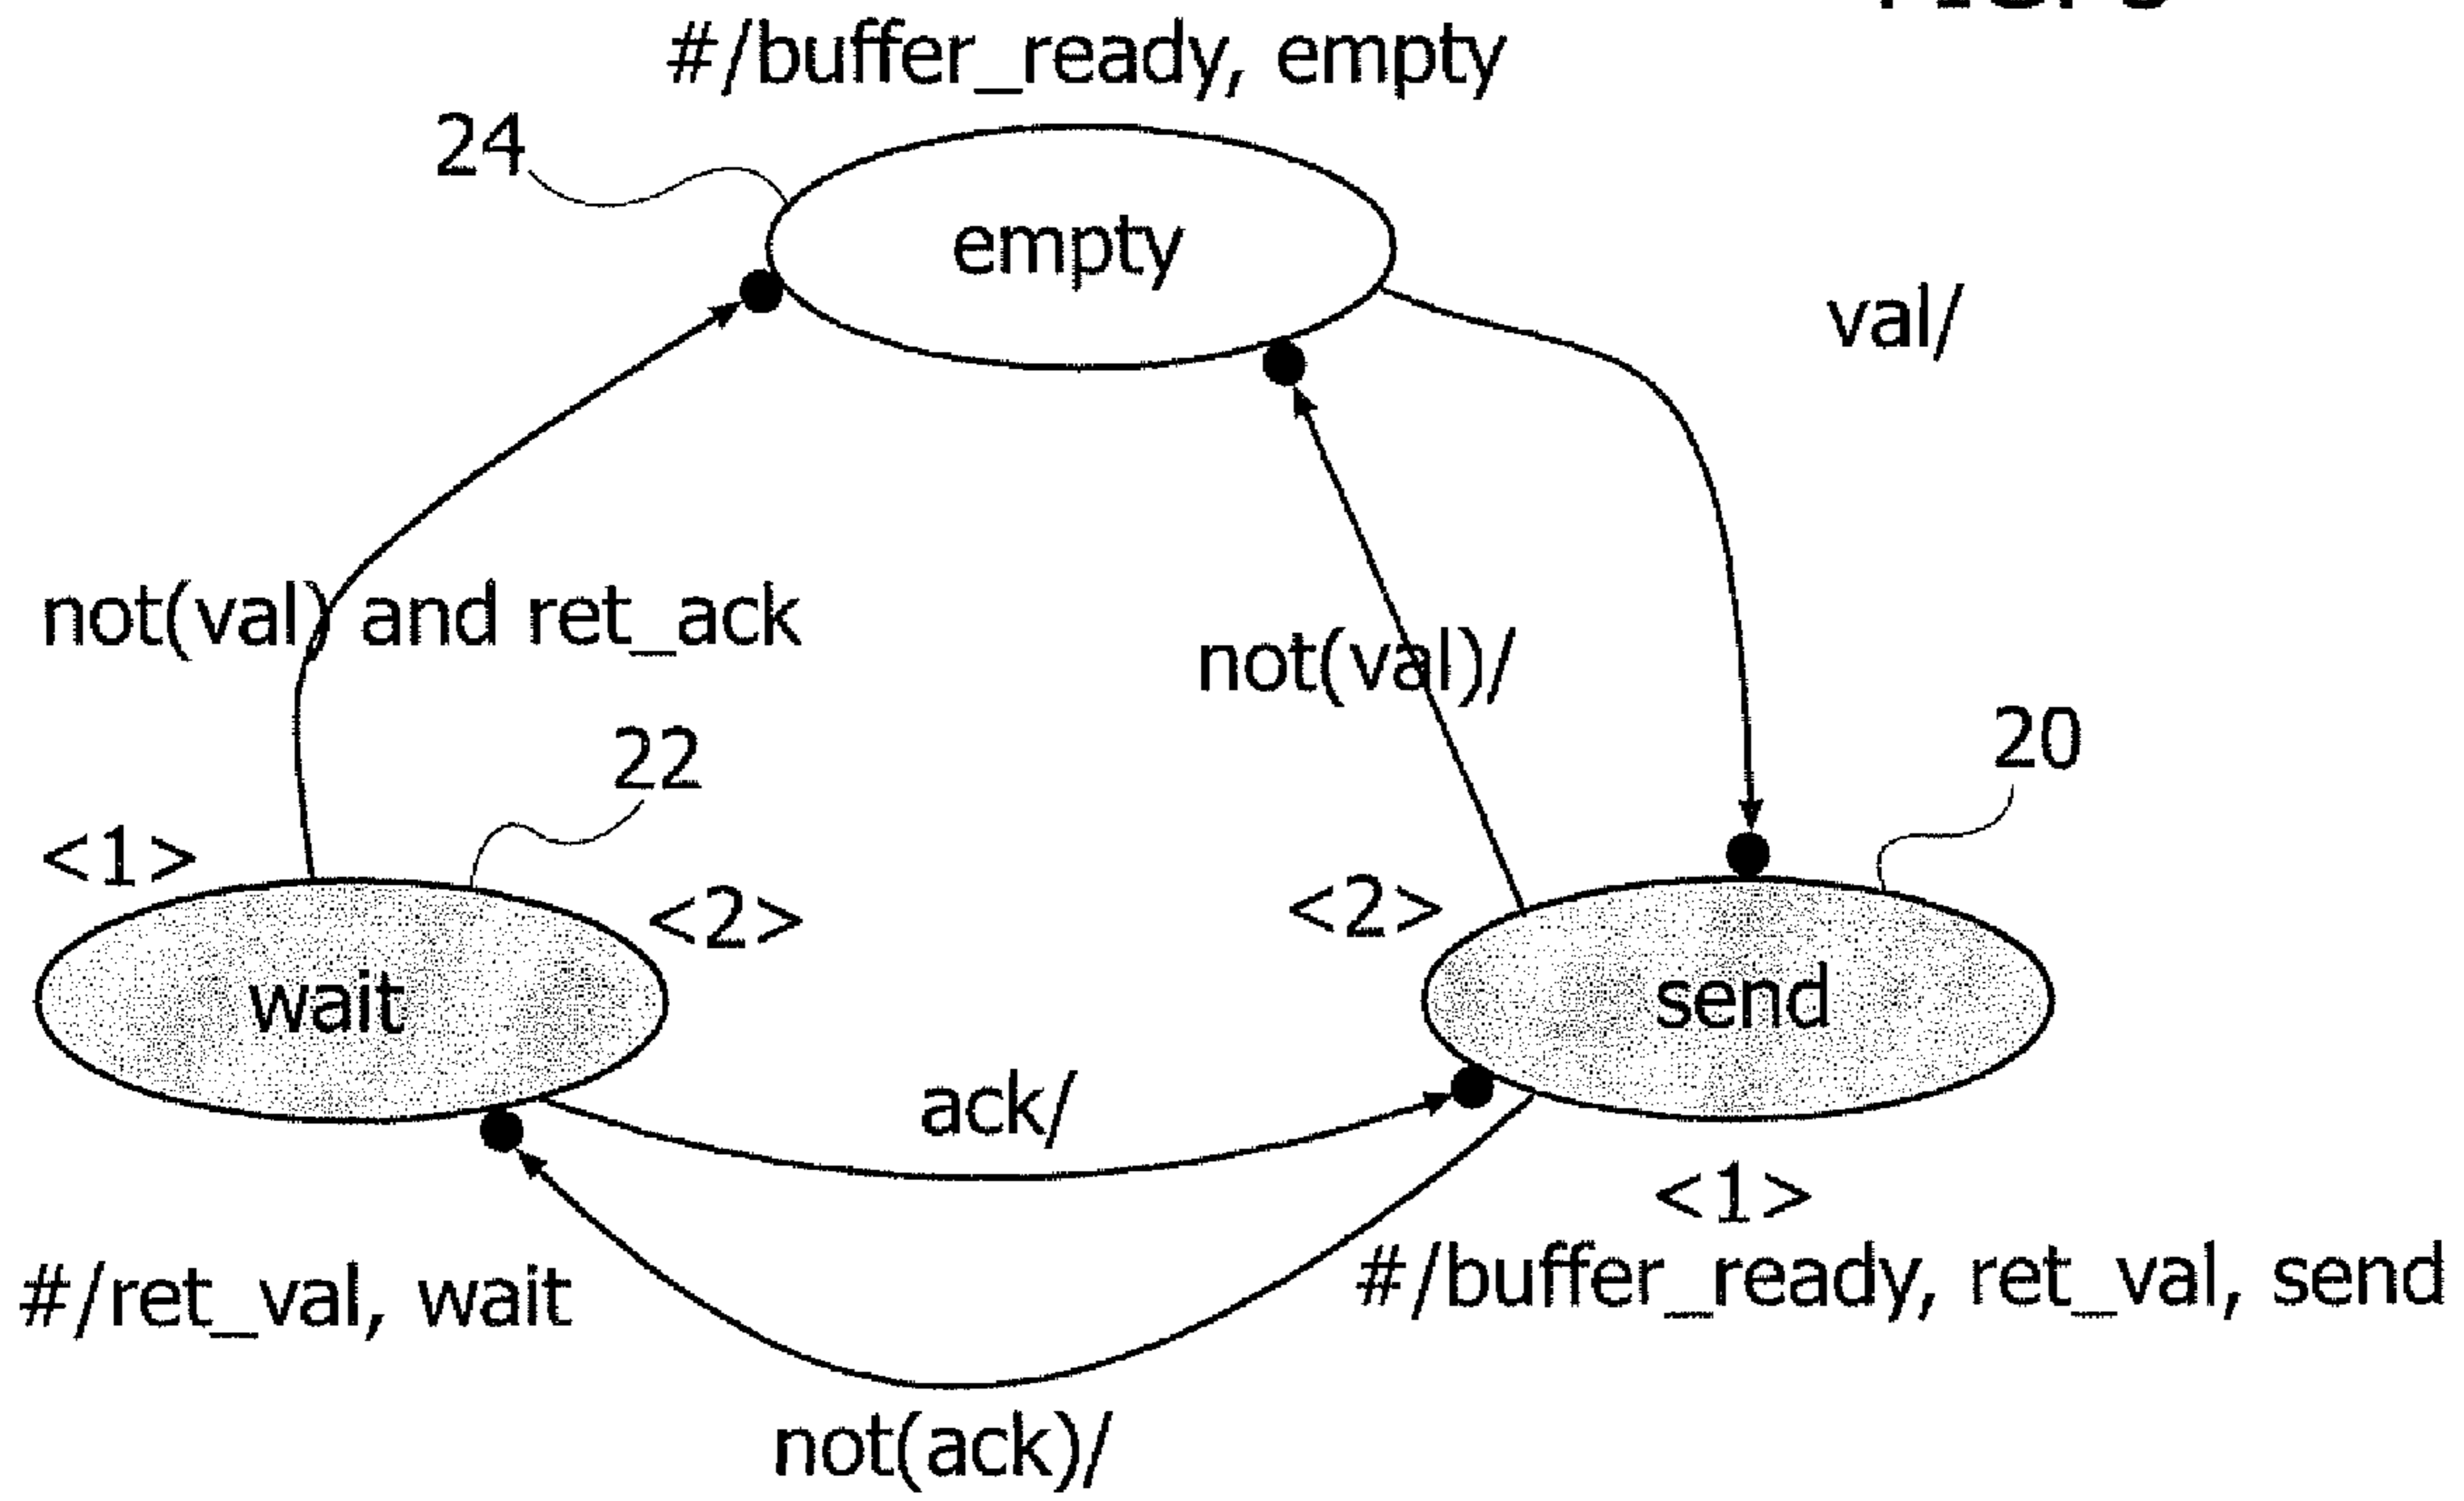 #/buffer_ready, empty
24
empty
val/
not(val) and ret_ack
not(val)/
22
20
<1>
<2>
<2>
wait
send
ack/
<1>
#/ret_val, wait
#/buffer_ready, ret_val, send
not(ack)/